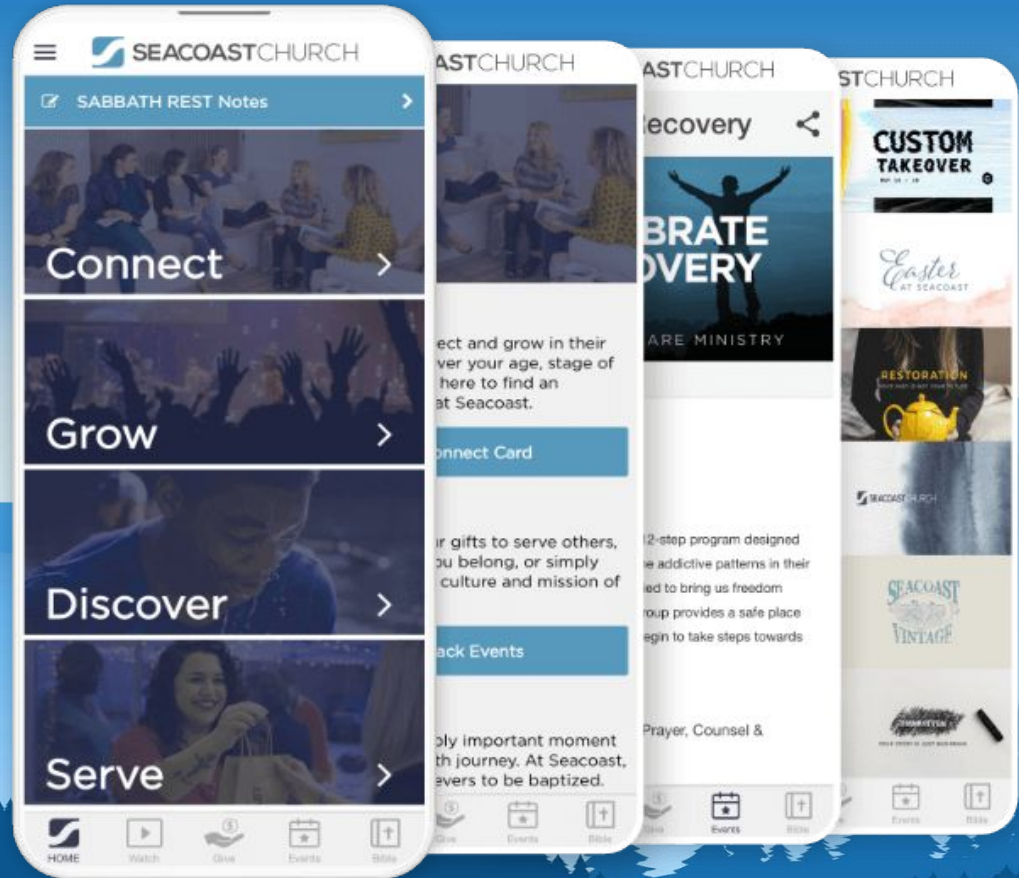 SEACOASTCHURCH
SABBATH REST Notes
Connect
Grow
Discover
Serve
HOME
Watch
Give
Events
Bible
ASTCHURCH
ect and grow in their
ver your age, stage of
here to find an
at Seacoast.
onnect Card
ur gifts to serve others,
ou belong, or simply
culture and mission of
ack Events
bly important moment
th journey. At Seacoast,
evers to be baptized.
Give
Events
Bible
ASTCHURCH
ecovery
BRATE
OVERY
ARE MINISTRY
12-step program designed
e addictive patterns in their
ed to bring us freedom
roup provides a safe place
egin to take steps towards
Prayer, Counsel &
Give
Events
Bible
STCHURCH
CUSTOM
TAKEOVER
Easter
AT SEACOAST
RESTORATION
SEACOAST CHURCH
SEACOAST
VINTAGE
Events
Bible